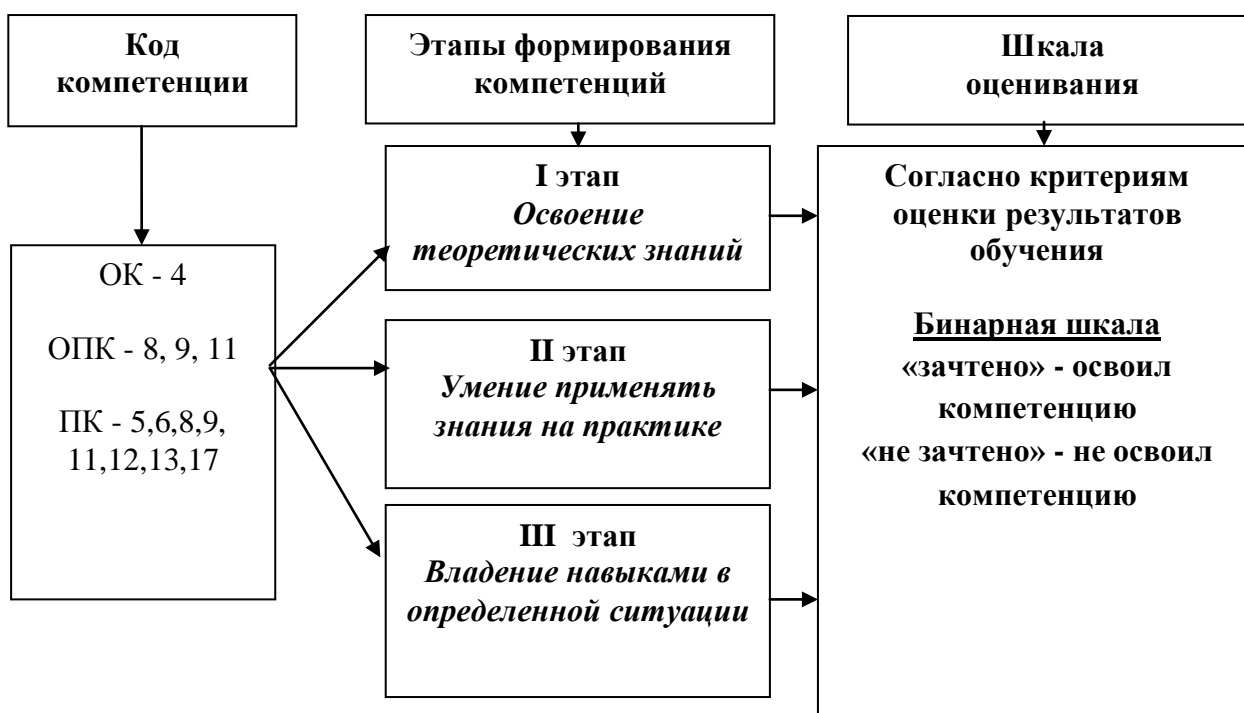 Код
компетенции
Этапы формирования
компетенций
Шкала
оценивания
ОК - 4
ОПК - 8, 9, 11
ПК - 5,6,8,9,
11,12,13,17
I этап
Освоение
теоретических знаний
II этап
Умение применять
знания на практике
III этап
Владение навыками в
определенной ситуации
Согласно критериям
оценки результатов
обучения
Бинарная шкала
«зачтено» - освоил
компетенцию
«не зачтено» - не освоил
компетенцию